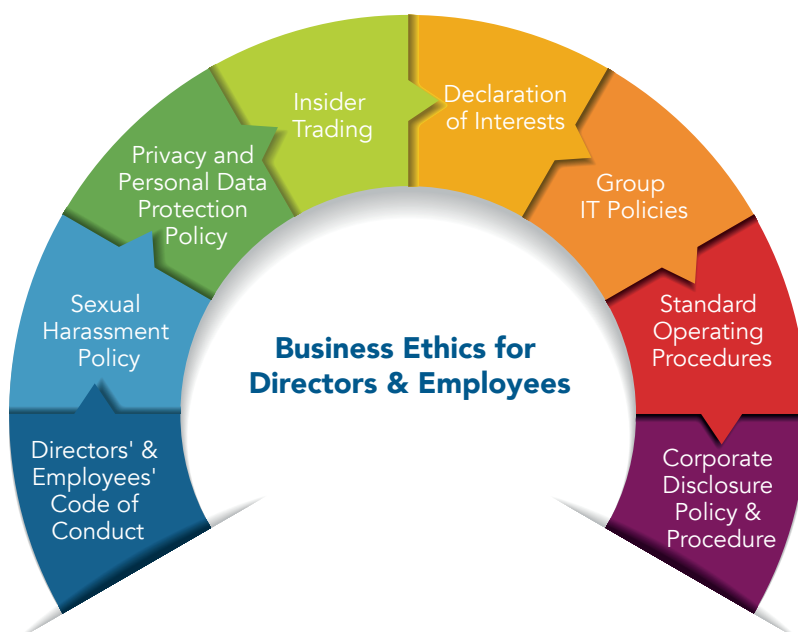 Insider
Trading
Declaration
of Interests
Privacy and
Personal Data
Protection
Policy
Group
IT Policies
Sexual
Harassment
Policy
Standard
Operating
Procedures
Business Ethics for
Directors & Employees
Directors' &
Employees'
Code of
Conduct
Corporate
Disclosure
Policy &
Procedure